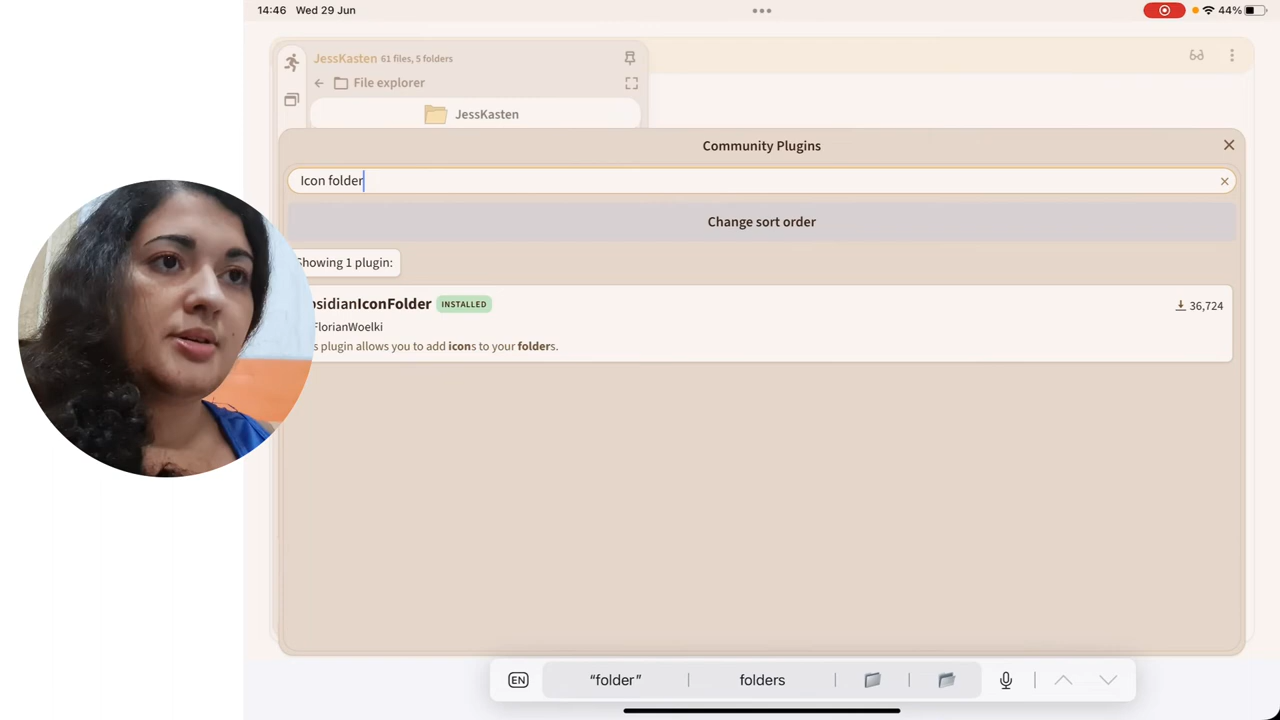 14:46 Wed 29 Jun
44%
JessKasten 61 files, 5 folders
File explorer
JessKasten
Community Plugins
Icon folder
Change sort order
Showing 1 plugin:
sidianIconFolder INSTALLED
36,724
FlorianWoelki
plugin allows you to add icons to your folders.
EN
“folder”
folders